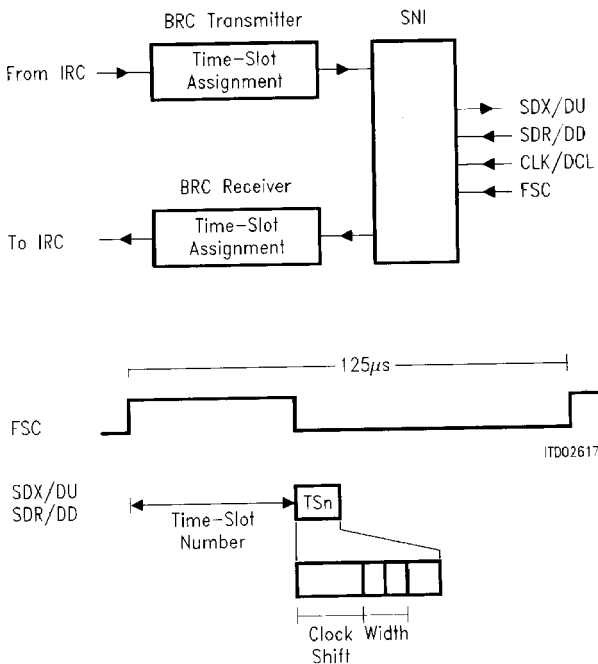 BRC Transmitter
SNI
From IRC
Time-Slot
Assignment
SDX/DU
SDR/DD
CLK/DCL
FSC
BRC Receiver
To IRC
Time-Slot
Assignment
125µs
FSC
ITD02617
SDX/DU
SDR/DD
TSn
Time-Slot
Number
Clock
Shift
Width